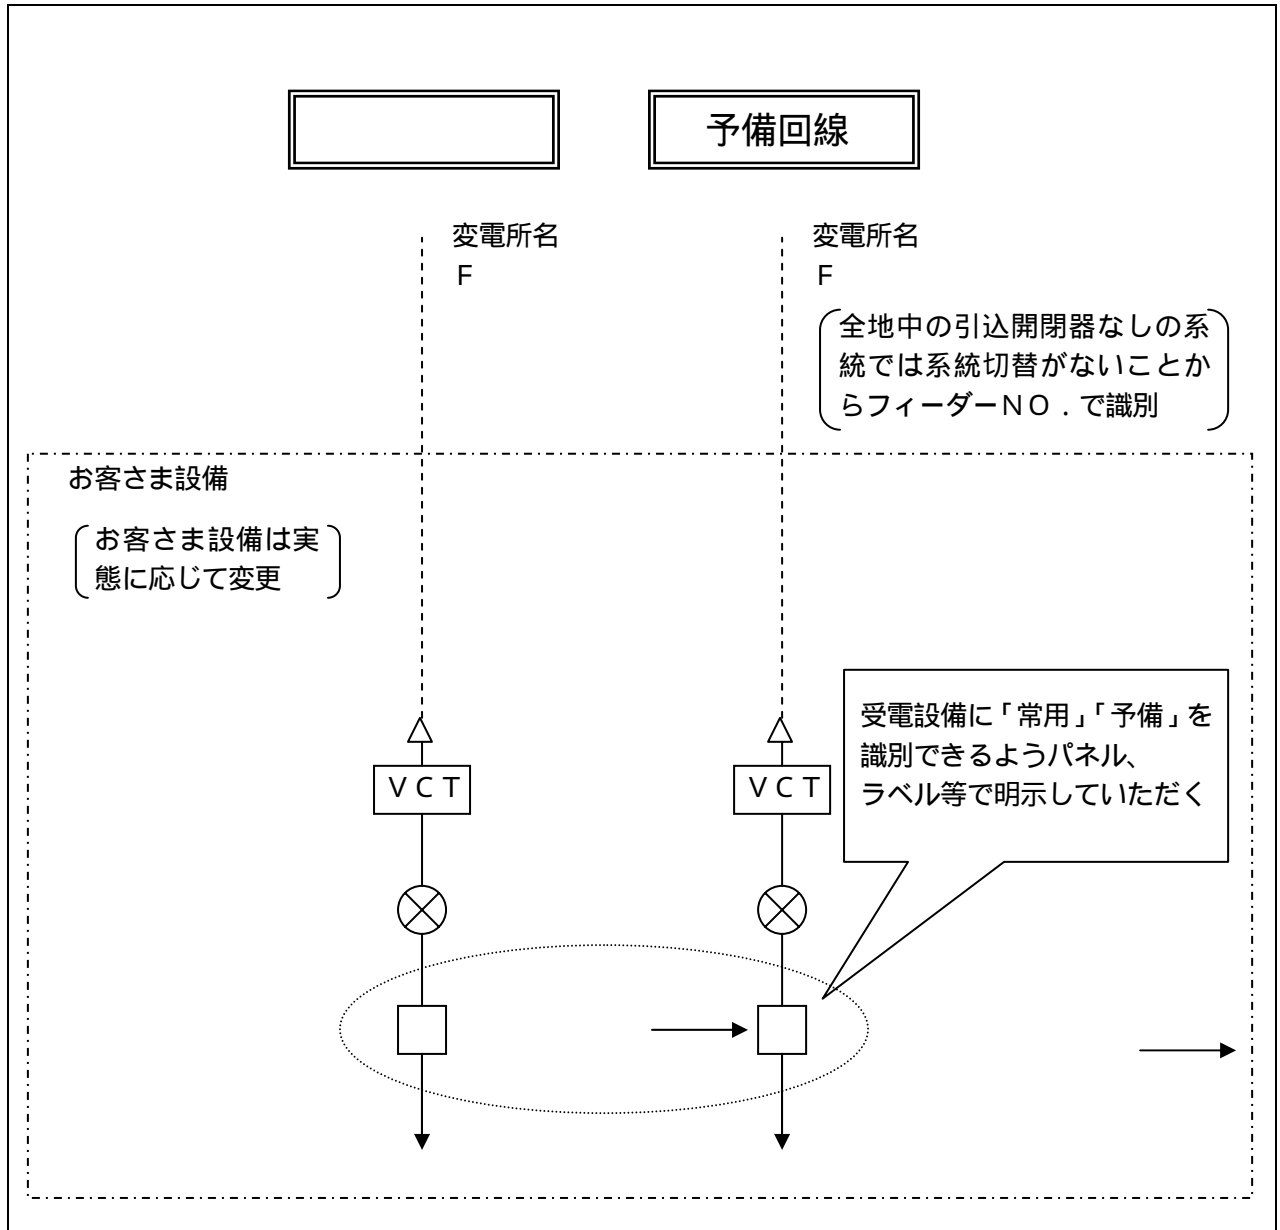 予備回線
変電所名
F
変電所名
F
全地中の引込開閉器なしの系
統では系統切替がないことか
らフィーダーNO．で識別
お客さま設備
お客さま設備は実
態に応じて変更
受電設備に「常用」「予備」を
識別できるようパネル、
ラベル等で明示していただく
VCT
VCT